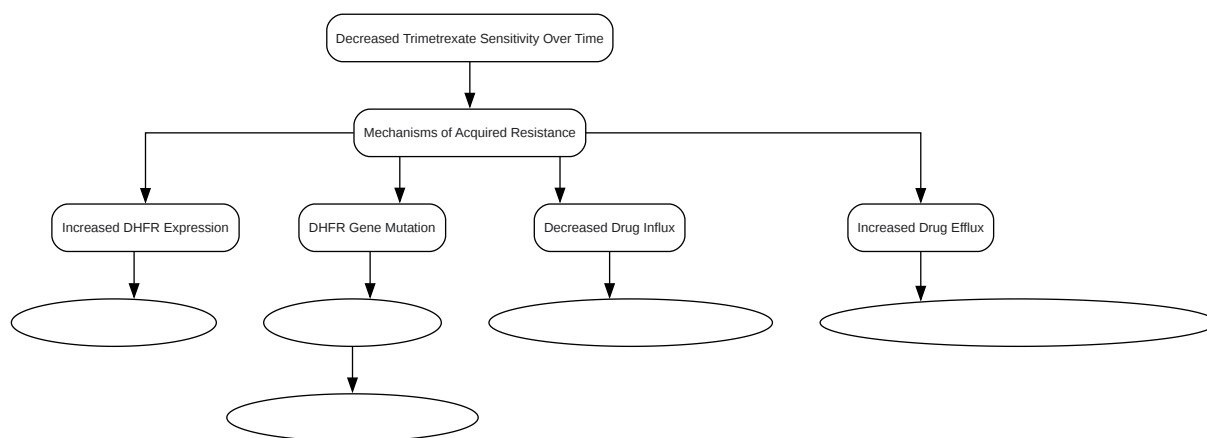 Decreased Trimetrexate Sensitivity Over Time
Mechanisms of Acquired Resistance
Increased DHFR Expression
DHFR Gene Mutation
Decreased Drug Influx
Increased Drug Efflux